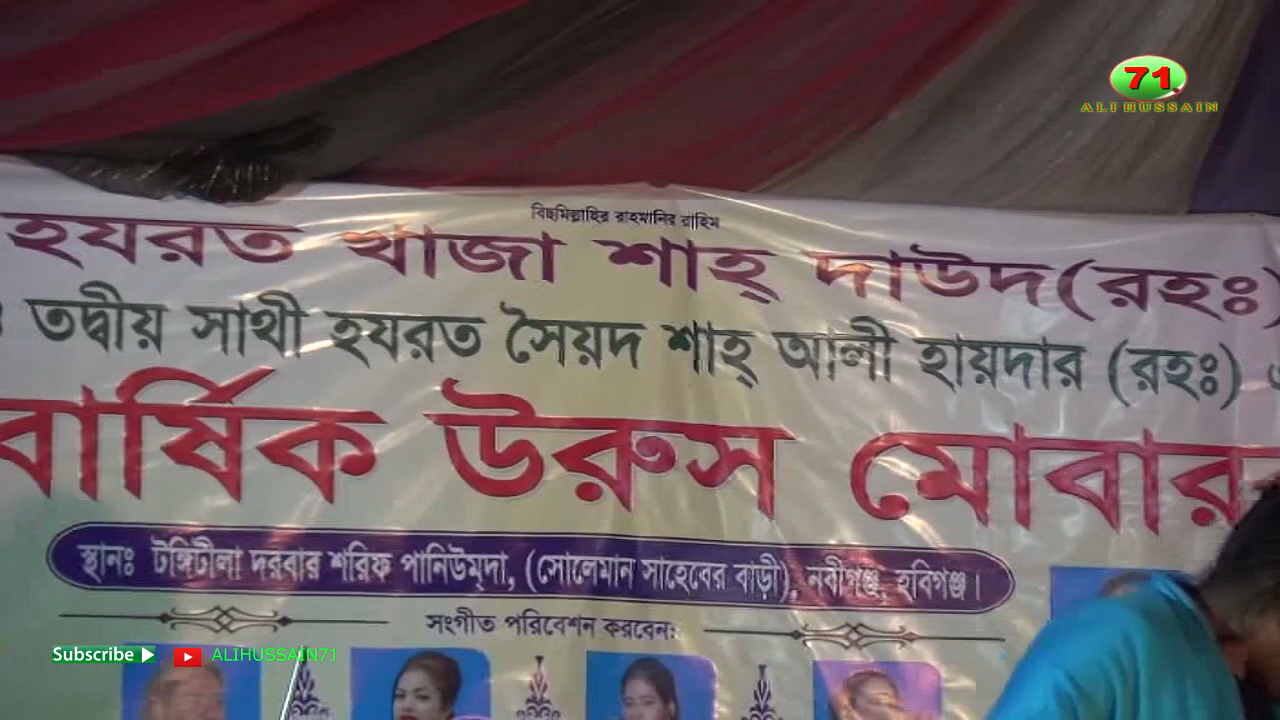 71
ALI HUSSAIN
বিছমিল্লাহির রাহমানির রাহিম
হযরত খাজা শাহ্ দাউদ(রহঃ)
তদ্বীয় সাথী হযরত সৈয়দ শাহ্ আলী হায়দার (রহঃ)
বার্ষিক উরুস মোবার
স্থানঃ টঙ্গিটীলা দরবার শরিফ পানিউম্দা, (সোলেমান সাহেবের বাড়ী), নবীগঞ্জ, হবিগঞ্জ।
সংগীত পরিবেশন করবেন:
Subscribe ALIHUSSAIN71